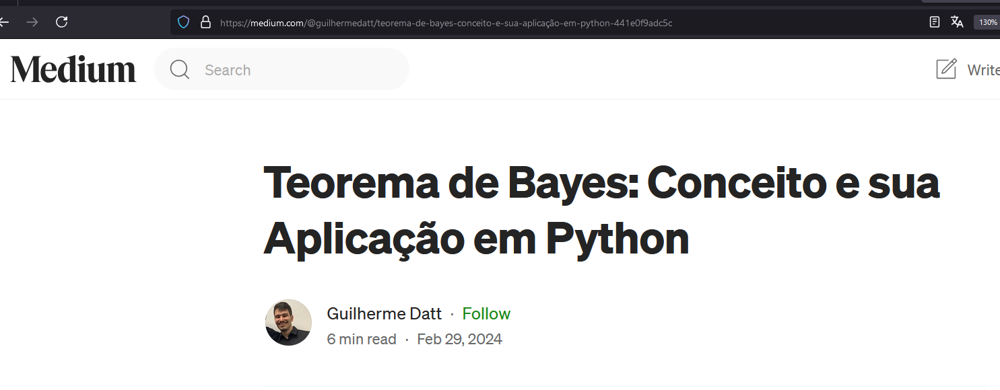 https://medium.com/@guilhermedatt/teorema-de-bayes-conceito-e-sua-aplicação-em-python-441e0f9adc5c
130%
Medium
Search
Write
Teorema de Bayes: Conceito e sua
Aplicação em Python
Guilherme Datt · Follow
6 min read · Feb 29, 2024